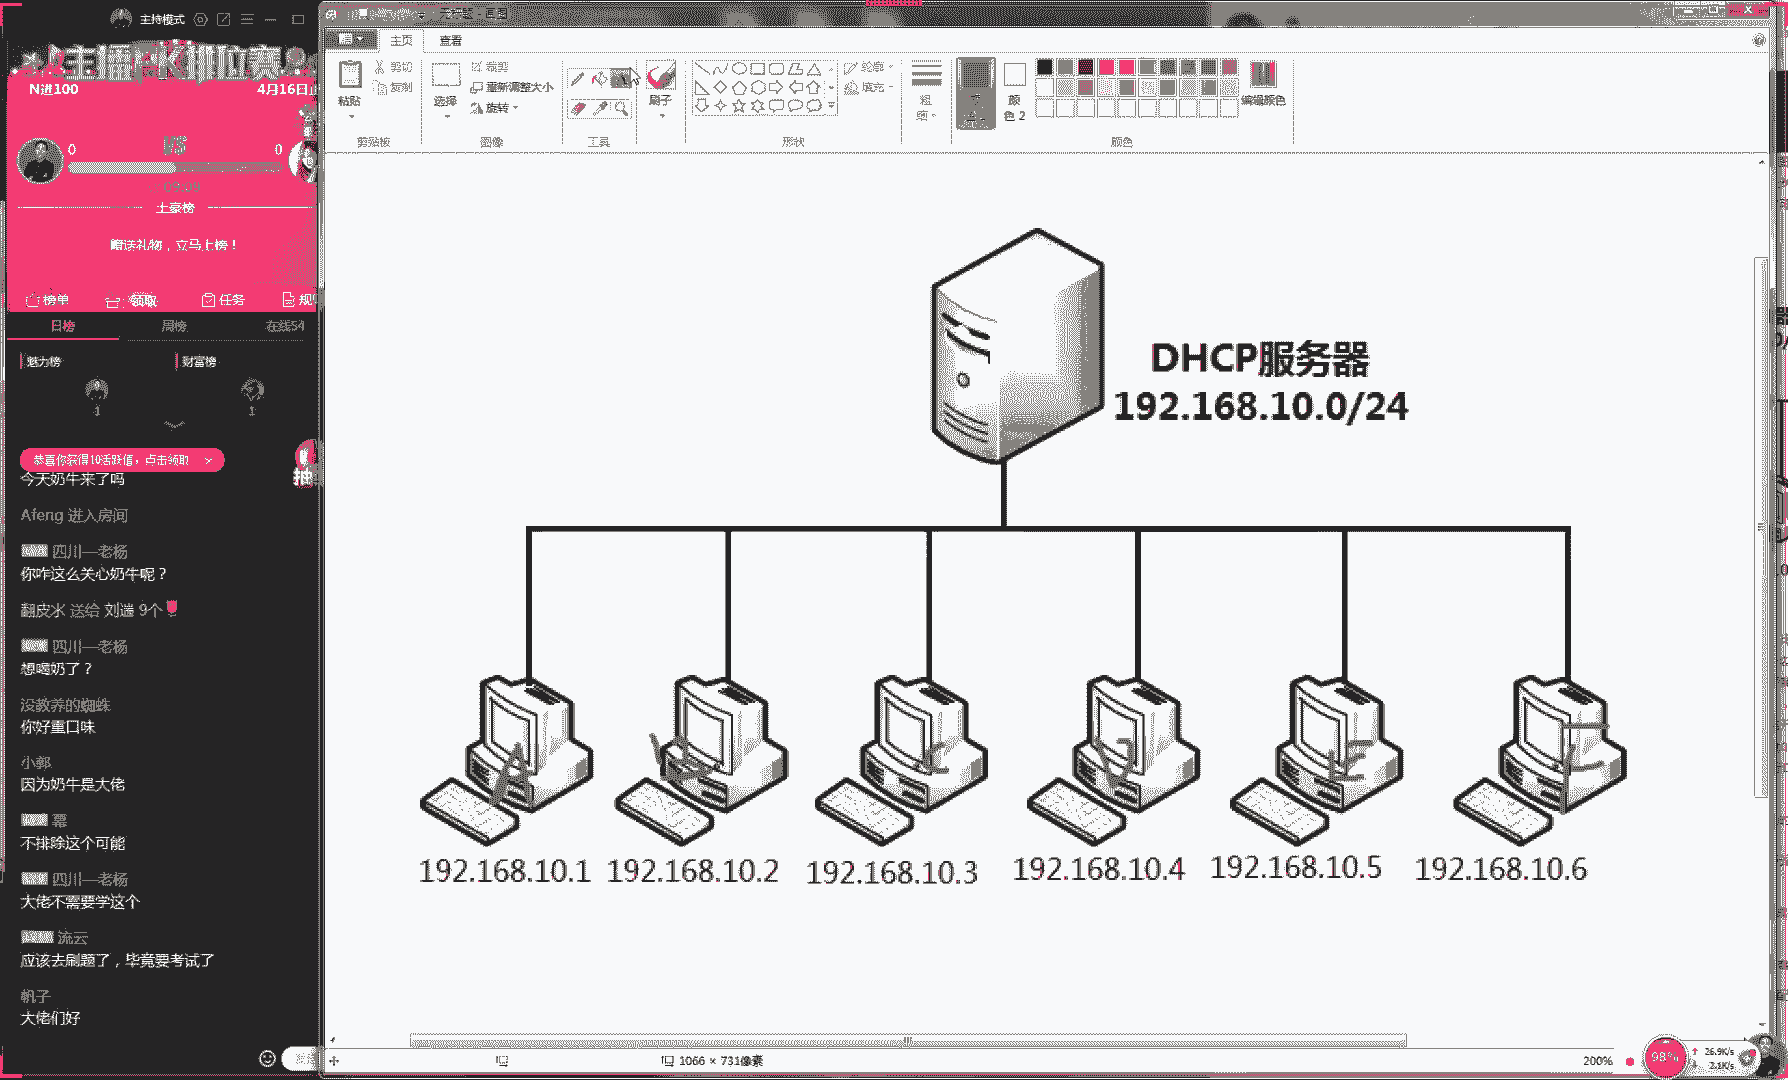 主持模式
N进100
4月16日
0
VS
0
土豪榜
赠送礼物，立马上榜！
榜单
领取
任务
日榜
周榜
在线54
魅力榜
财富榜
1
1
恭喜你获得10活跃值，点击领取
今天奶牛来了吗
Afeng 进入房间
四川—老杨
你咋这么关心奶牛呢？
翻皮水 送给 刘遄 9个
四川—老杨
想喝奶了？
没教养的蜘蛛
你好重口味
小郭
因为奶牛是大佬
不排除这个可能
四川—老杨
大佬不需要学这个
流云
应该去刷题了，毕竟要考试了
帆子
大佬们好
主页
查看
粘贴
剪切
复制
剪贴板
选择
裁剪
重新调整大小
旋转
图像
工具
刷子
形状
轮廓
填充
粗细
颜色 2
颜色
编辑颜色
DHCP服务器
192.168.10.0/24
A
C
E
F
192.168.10.1
192.168.10.2
192.168.10.3
192.168.10.4
192.168.10.5
192.168.10.6
1066 × 731像素
200%
98%
26.9K/s
2.1K/s